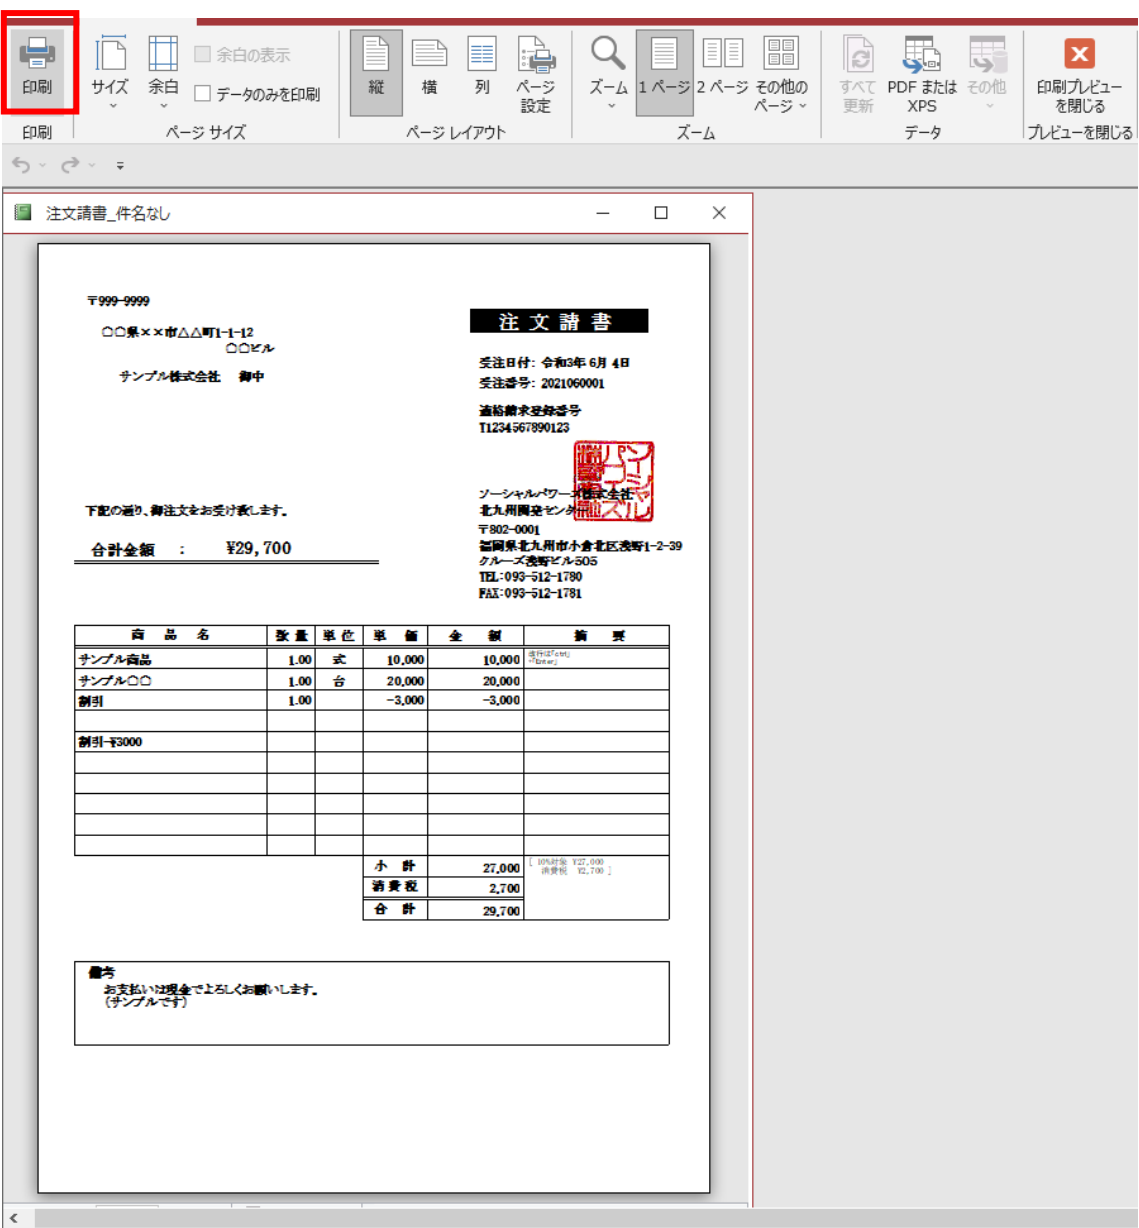 印刷
サイズ
余白
余白の表示
データのみを印刷
縦
横
列
ページ
設定
ズーム
1 ページ
2 ページ
その他の
ページ
すべて
更新
PDF または
XPS
その他
印刷プレビュー
を閉じる
印刷
ページ サイズ
ページ レイアウト
ズーム
データ
プレビューを閉じる
注文請書_件名なし
〒999-9999
〇〇県××市△△町1-1-12
〇〇ビル
サンプル株式会社 御中
注文請書
受注日付: 令和3年 6月 4日
受注番号: 2021060001
適格請求登録番号
T1234567890123
ソーシャルパワーズ株式会社
北九州開発センター
〒802-0001
福岡県北九州市小倉北区浅野1-2-39
クルーズ浅野ビル505
TEL:093-512-1780
FAX:093-512-1781
下記の通り、御注文をお受け致します。
合計金額 : ¥29,700
商 品 名 数量 単位 単 価 金 額 摘 要
サンプル商品 1.00 式 10,000 10,000 改行は「ctrl」
+「Enter」
サンプル〇〇 1.00 台 20,000 20,000
割引 1.00 -3,000 -3,000
割引-¥3000
小 計 27,000 [ 10%対象 ¥27,000
消費税 ¥2,700 ]
消費税 2,700
合 計 29,700
備考
お支払いは現金でよろしくお願いします。
(サンプルです)